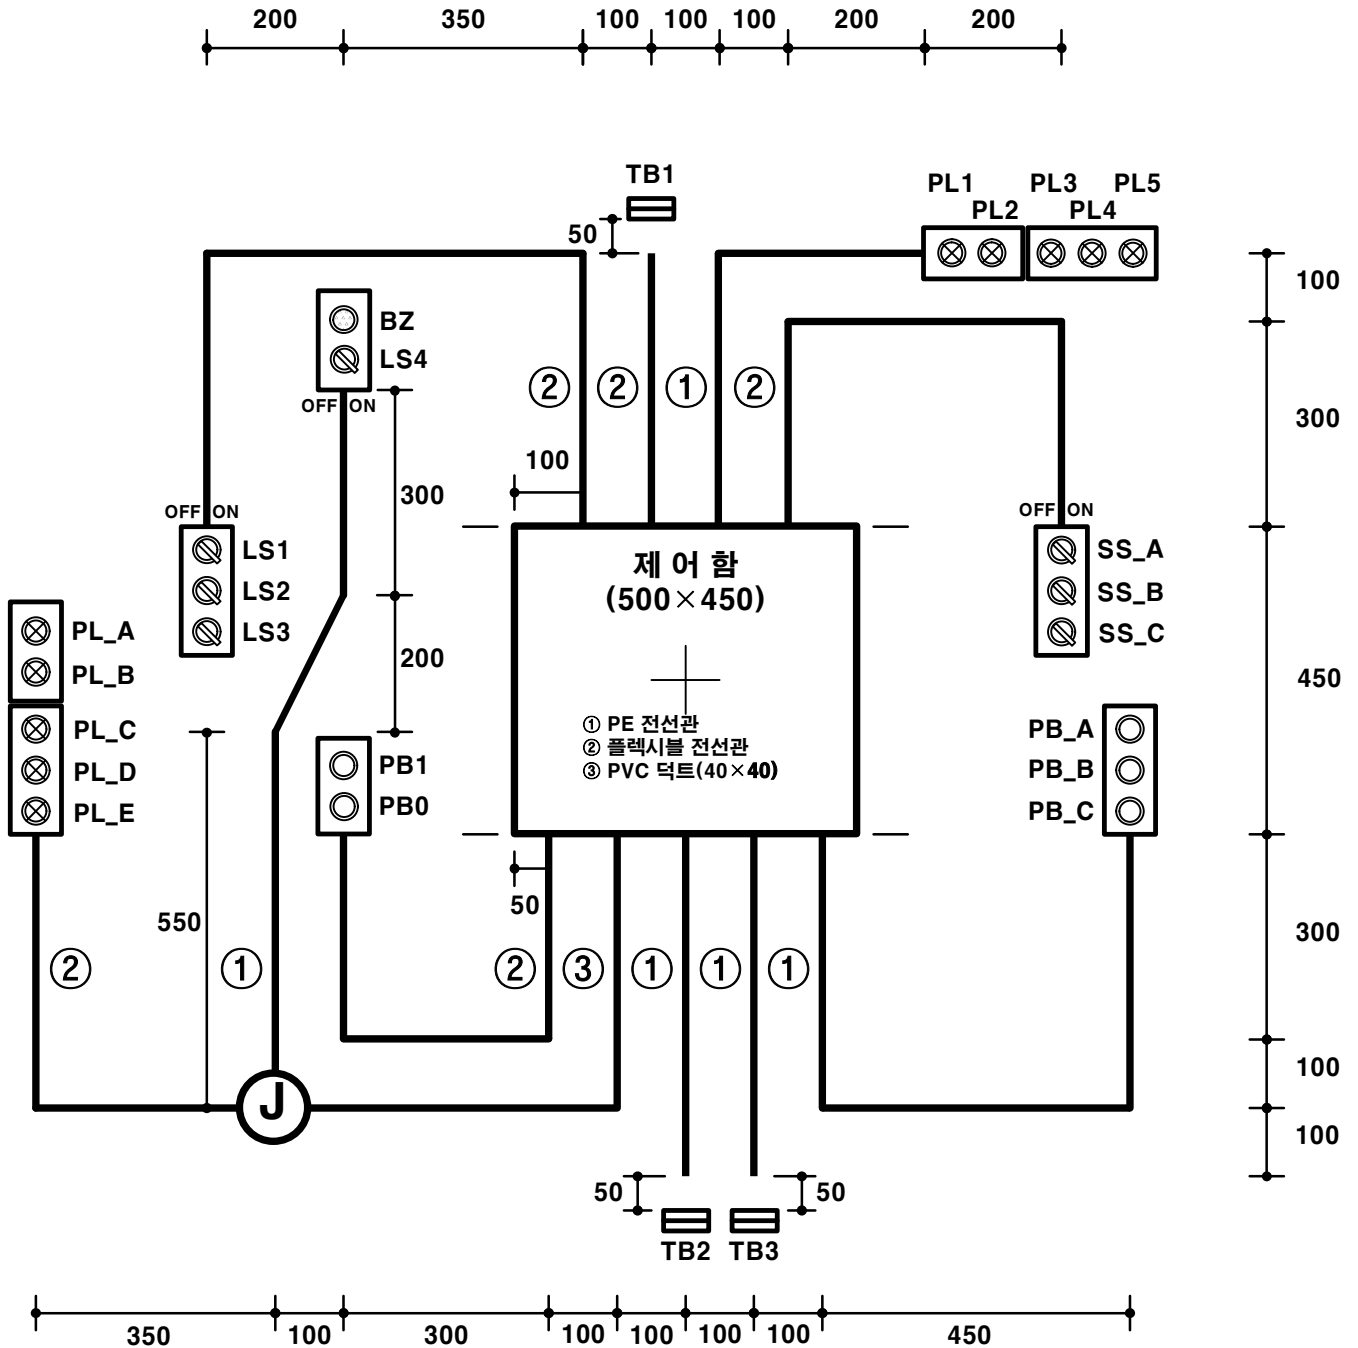 200 350 100 100 100 200 200
TB1
PL1 PL3 PL5
PL2 PL4
50
100
BZ
LS4
OFF ON
② ② ① ②
300
100
300
OFF ON
OFF ON
LS1
LS2
LS3
제 어 함
(500×450)
SS_A
SS_B
SS_C
PL_A
PL_B
200
450
PL_C
PL_D
PL_E
PB1
PB0
① PE 전선관
② 플렉시블 전선관
③ PVC 덕트(40×40)
PB_A
PB_B
PB_C
50
550
300
② ① ② ③ ① ① ①
100
J
100
50 50
TB2 TB3
350 100 300 100 100 100 100 450